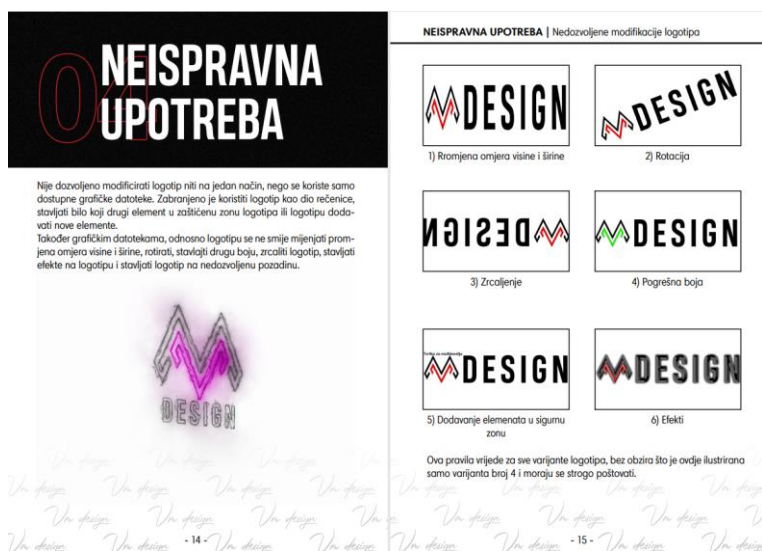 04
NEISPRAVNA
UPOTREBA
Nije dozvoljeno modificirati logotip niti na jedan način, nego se koriste samo
dostupne grafičke datoteke. Zabranjeno je koristiti logotip kao dio rečenice,
stavljati bilo koji drugi element u zaštićenu zonu logotipa ili logotipu doda-
vati nove elemente.
Također grafičkim datotekama, odnosno logotipu se ne smije mijenjati prom-
jena omjera visine i širine, rotirati, stavlajti drugu boju, zrcaliti logotip, stavljati
efekte na logotipu i stavljati logotip na nedozvoljenu pozadinu.
DESIGN
- 14 -
NEISPRAVNA UPOTREBA | Nedozvoljene modifikacije logotipa
DESIGN
DESIGN
1) Rromjena omjera visine i širine
2) Rotacija
DESIGN
DESIGN
3) Zrcaljenje
4) Pogrešna boja
DESIGN
DESIGN
5) Dodavanje elemenata u sigurnu
zonu
6) Efekti
Ova pravila vrijede za sve varijante logotipa, bez obzira što je ovdje ilustrirana
samo varijanta broj 4 i moraju se strogo poštovati.
- 15 -